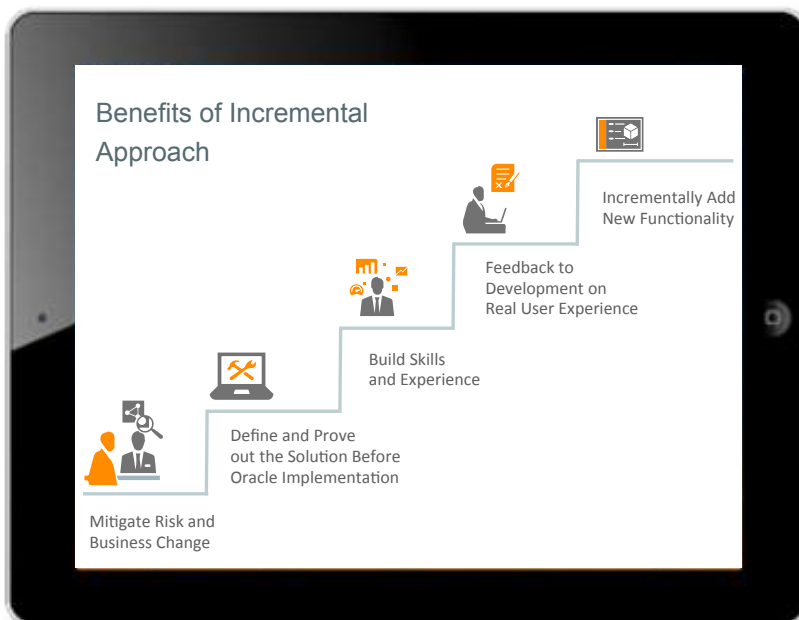 Benefits of Incremental
Approach
Incrementally Add
New Functionality
Feedback to
Development on
Real User Experience
Build Skills
and Experience
Define and Prove
out the Solution Before
Oracle Implementation
Mitigate Risk and
Business Change